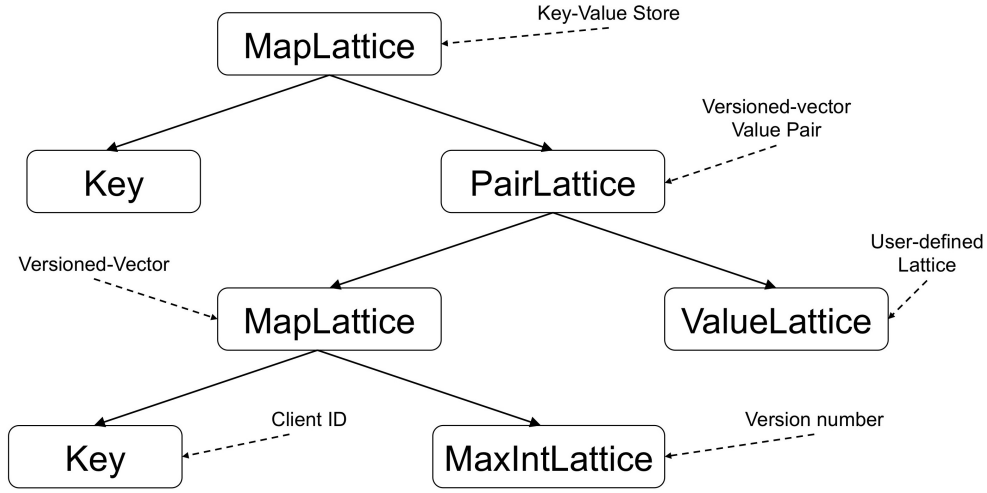 Key-Value Store
MapLattice
Versioned-vector
Value Pair
Key
PairLattice
User-defined
Lattice
Versioned-Vector
MapLattice
ValueLattice
Client ID
Version number
Key
MaxIntLattice